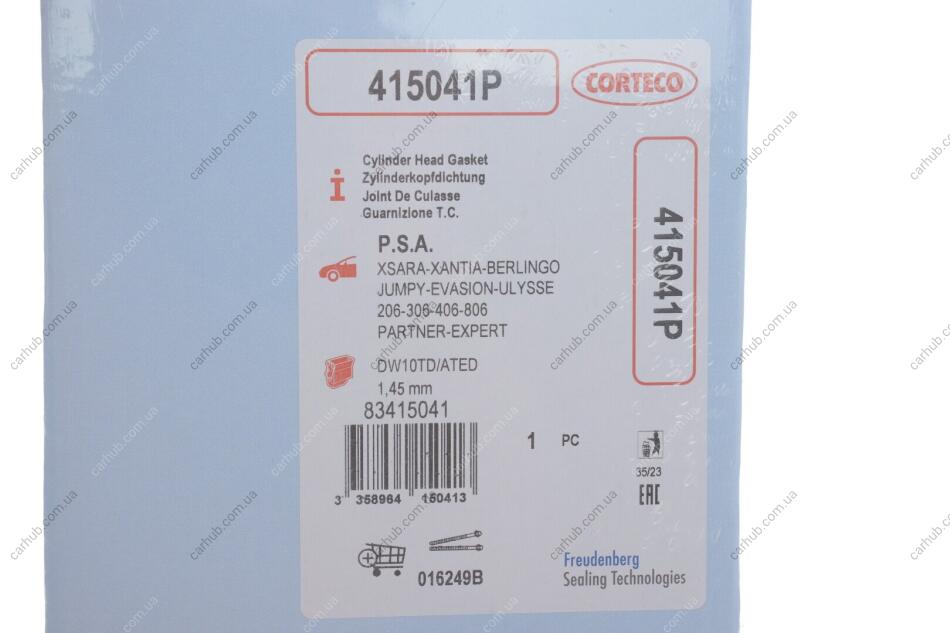 415041P
CORTECO®
Cylinder Head Gasket
Zylinderkopfdichtung
Joint De Culasse
Guarnizione T.C.
P.S.A.
XSARA-XANTIA-BERLINGO
JUMPY-EVASION-ULYSSE
206-306-406-806
PARTNER-EXPERT
DW10TD/ATED
1,45 mm
83415041
3 358964 150413
1 PC
415041P
35/23
EAC
016249B
Freudenberg
Sealing Technologies
carhub.com.ua